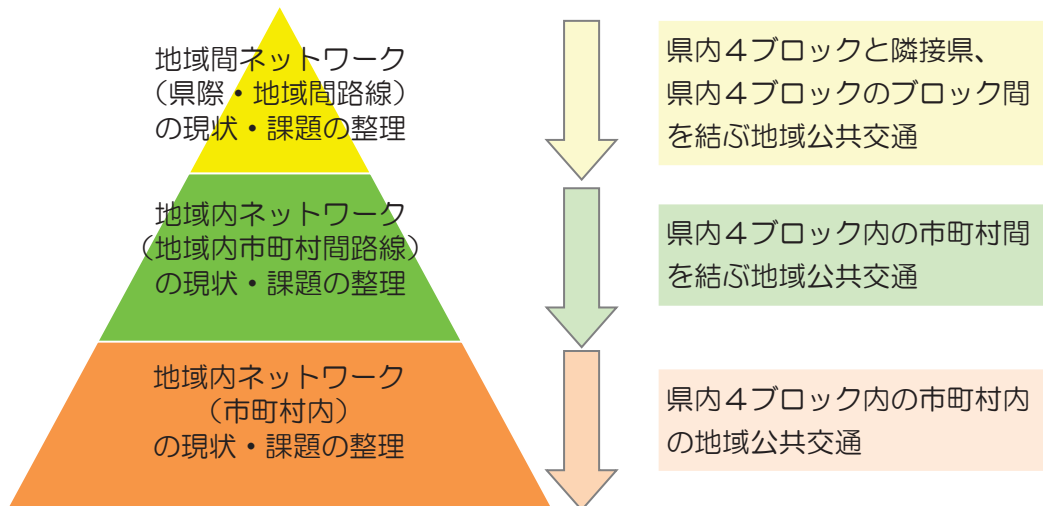 地域間ネットワーク
（県際・地域間路線）
の現状・課題の整理
県内４ブロックと隣接県、
県内４ブロックのブロック間
を結ぶ地域公共交通
地域内ネットワーク
（地域内市町村間路線）
の現状・課題の整理
県内４ブロック内の市町村間
を結ぶ地域公共交通
地域内ネットワーク
（市町村内）
の現状・課題の整理
県内４ブロック内の市町村内
の地域公共交通